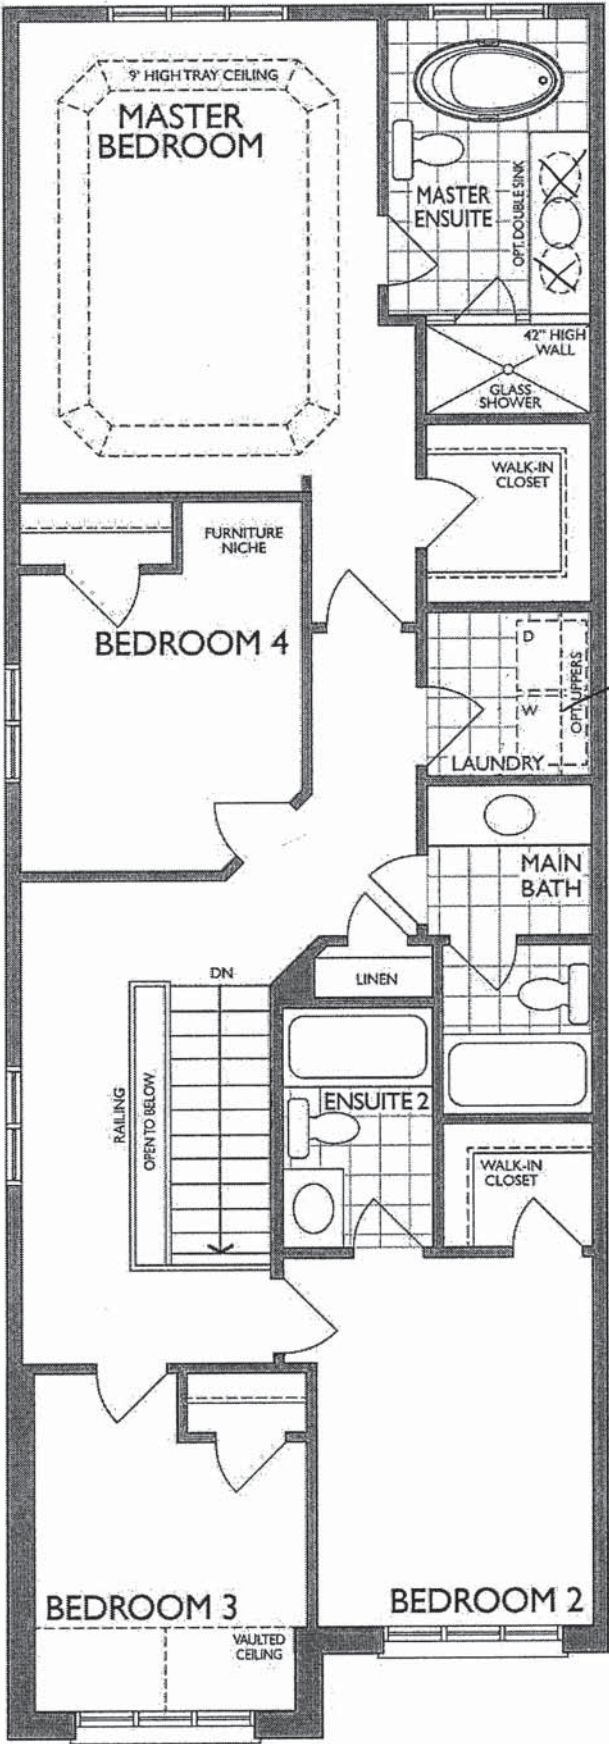 9' HIGH TRAY CEILING
MASTER
BEDROOM
MASTER
ENSUITE
OPT. DOUBLE SINK
42" HIGH
WALL
GLASS
SHOWER
WALK-IN
CLOSET
FURNITURE
NICHE
BEDROOM 4
D
W
OPT. UPPERS
LAUNDRY
MAIN
BATH
LINEN
DN
RAILING
OPEN TO BELOW
ENSUITE 2
WALK-IN
CLOSET
BEDROOM 3
VAULTED
CEILING
BEDROOM 2